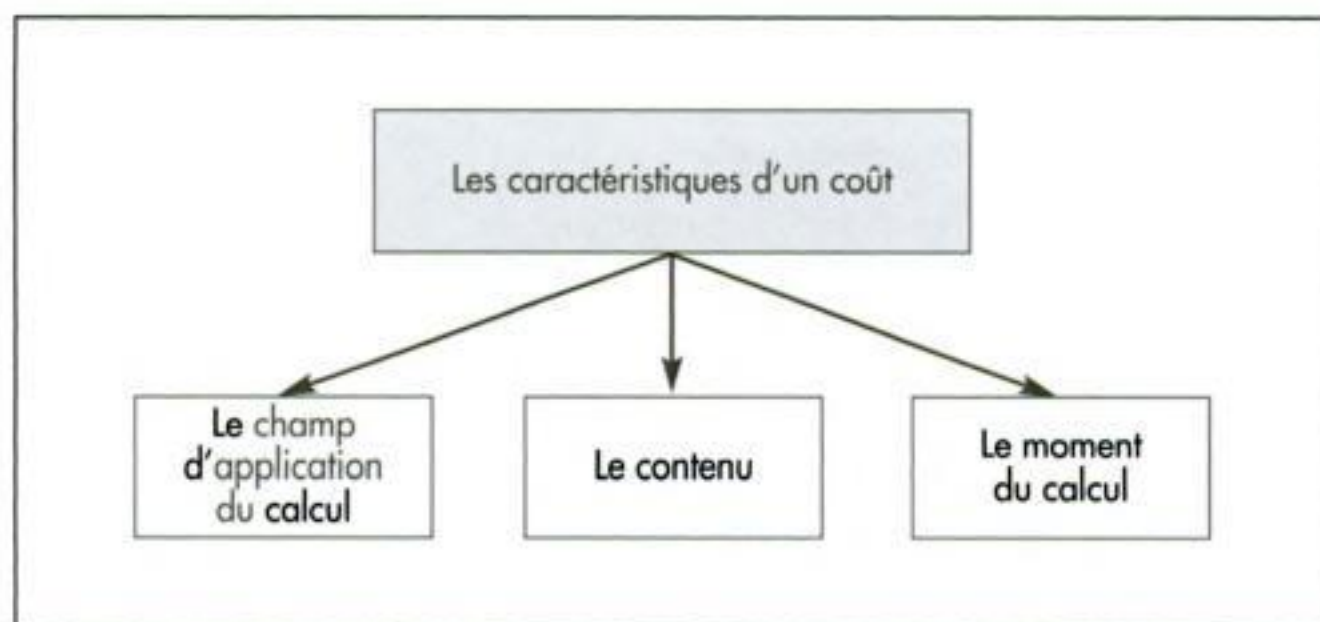 Les caractéristiques d'un coût
Le champ
d'application
du calcul
Le contenu
Le moment
du calcul